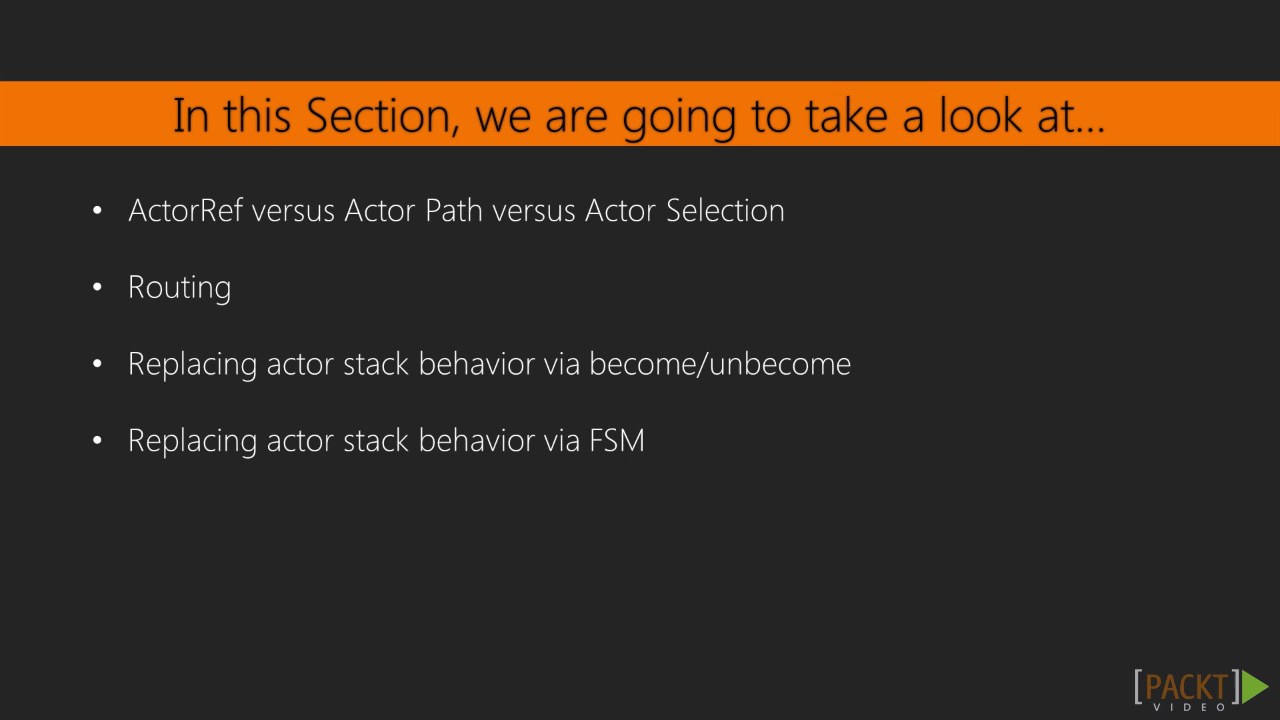 In this Section, we are going to take a look at...
• ActorRef versus Actor Path versus Actor Selection
• Routing
• Replacing actor stack behavior via become/unbecome
• Replacing actor stack behavior via FSM
[PACKT]
VIDEO